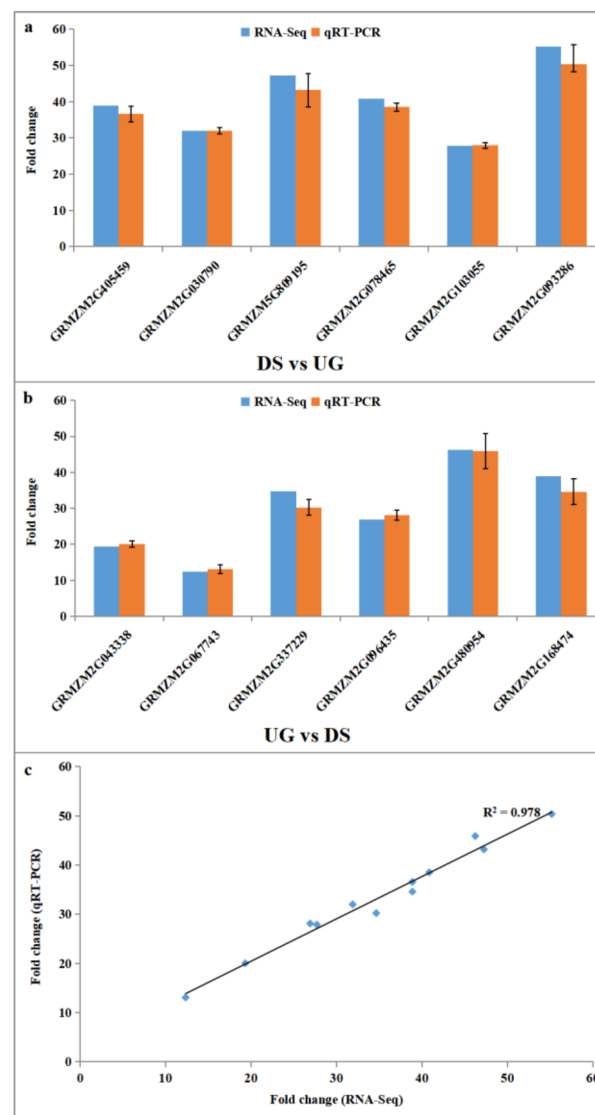 a
RNA-Seq qRT-PCR
60
50
40
30
20
10
0
Fold change
GRMZM2G405459
GRMZM2G030790
GRMZM5G809195
GRMZM2G078465
GRMZM2G103055
GRMZM2G093286
DS vs UG
b
RNA-Seq qRT-PCR
60
50
40
30
20
10
0
Fold change
GRMZM2G043338
GRMZM2G067743
GRMZM2G337229
GRMZM2G096435
GRMZM2G480954
GRMZM2G168474
UG vs DS
c
60
50
40
30
20
10
0
Fold change (qRT-PCR)
R² = 0.978
0 10 20 30 40 50 60
Fold change (RNA-Seq)